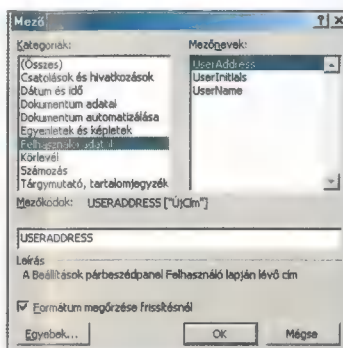 Mező
Kategóriák:
Mezőnevek:
(Összes)
Csatolások és hivatkozások
Dátum és idő
Dokumentum adatai
Dokumentum automatizálása
Egyenletek és képletek
Felhasználó adatai
Körlevél
Számozás
Tárgymutató, tartalomjegyzék
UserAddress
UserInitials
UserName
Mezőkódok: USERADDRESS ["ÚjCím"]
USERADDRESS
Leírás
A Beállítások párbeszédpanel Felhasználó lapján lévő cím
Formátum megőrzése frissítésnél
Egyebek...
OK
Mégse